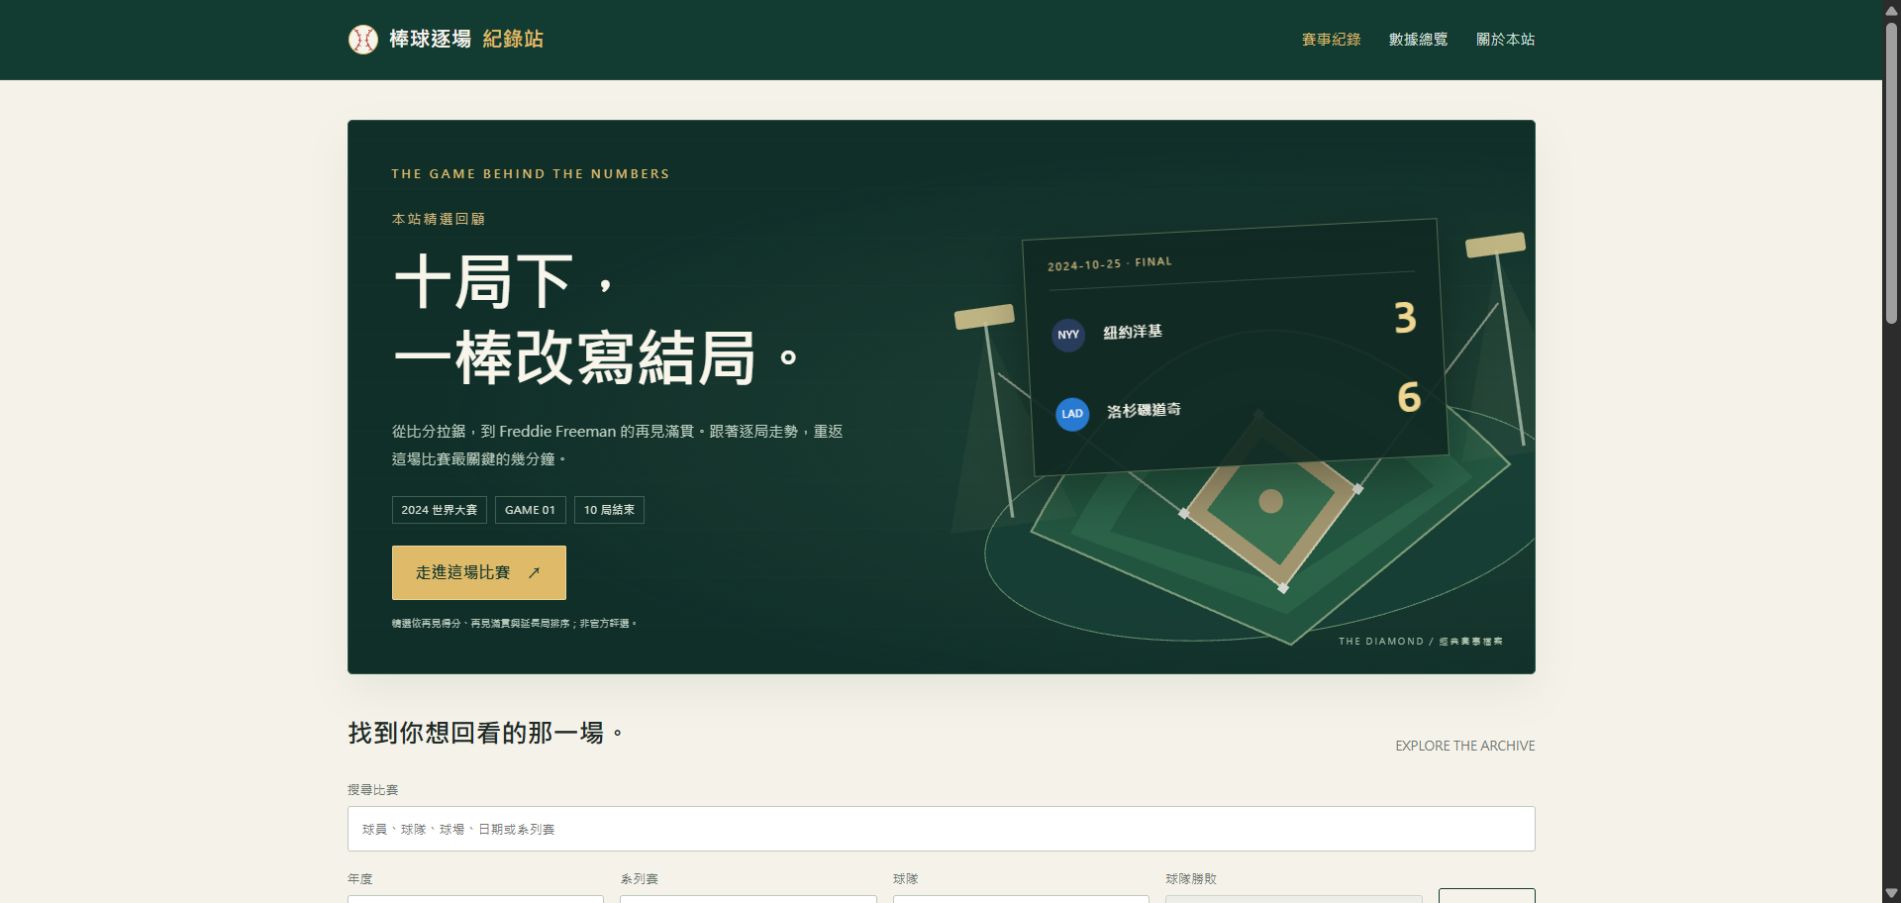 棒球逐場 紀錄站
賽事紀錄 數據總覽 關於本站
THE GAME BEHIND THE NUMBERS
本站精選回顧
十局下，
一棒改寫結局。
從比分拉鋸，到 Freddie Freeman 的再見滿貫。跟著逐局走勢，重返
這場比賽最關鍵的幾分鐘。
2024 世界大賽 GAME 01 10 局結束
走進這場比賽 ↗
精選依再見得分、再見滿貫與延長局排序；非官方評選。
2024-10-25 · FINAL
NYY 紐約洋基 3
LAD 洛杉磯道奇 6
THE DIAMOND / 經典賽事檔案
找到你想回看的那一場。
EXPLORE THE ARCHIVE
搜尋比賽
球員、球隊、球場、日期或系列賽
年度 系列賽 球隊 球隊勝敗